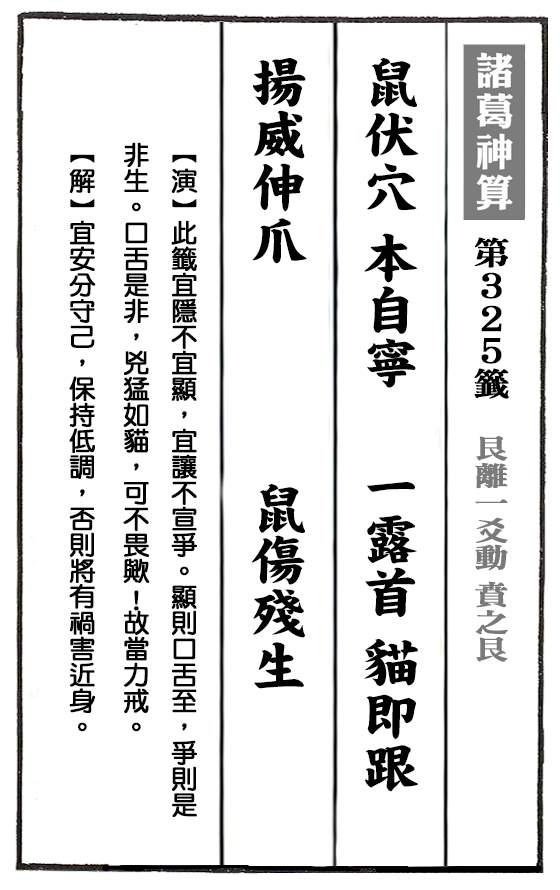 諸葛神算 第325籤 艮離一爻動 賁之艮
鼠伏穴 本自寧 一露首 貓即跟
揚威伸爪 鼠傷殘生
【演】此籤宜隱不宜顯，宜讓不宣爭。顯則口舌至，爭則是
非生。口舌是非，兇猛如貓，可不畏歟！故當力戒。
【解】宜安分守己，保持低調，否則將有禍害近身。